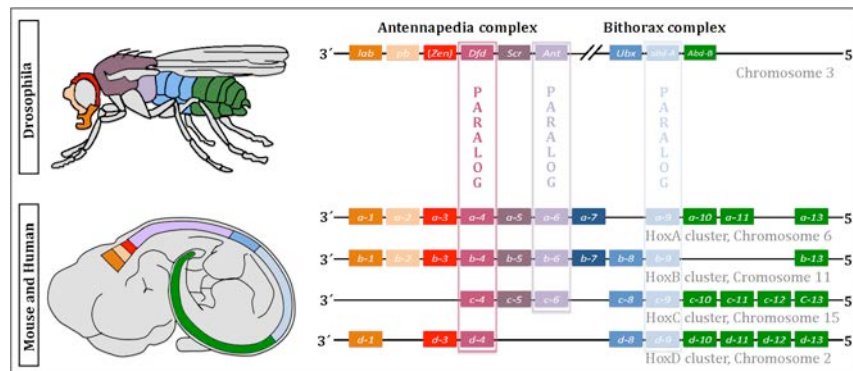 Antennapedia complex
Bithorax complex
Drosophila
3´ lab pb (Zen) Dfd Scr Ant Ubx abd-A Abd-B 5´
Chromosome 3
PARALOG
PARALOG
PARALOG
Mouse and Human
3´ a-1 a-2 a-3 a-4 a-5 a-6 a-7 a-9 a-10 a-11 a-13 5´
HoxA cluster, Chromosome 6
3´ b-1 b-2 b-3 b-4 b-5 b-6 b-7 b-8 b-9 b-13 5´
HoxB cluster, Cromosome 11
3´ c-4 c-5 c-6 c-8 c-9 c-10 c-11 c-12 C-13 5´
HoxC cluster, Chromosome 15
3´ d-1 d-3 d-4 d-8 d-9 d-10 d-11 d-12 d-13 5´
HoxD cluster, Chromosome 2